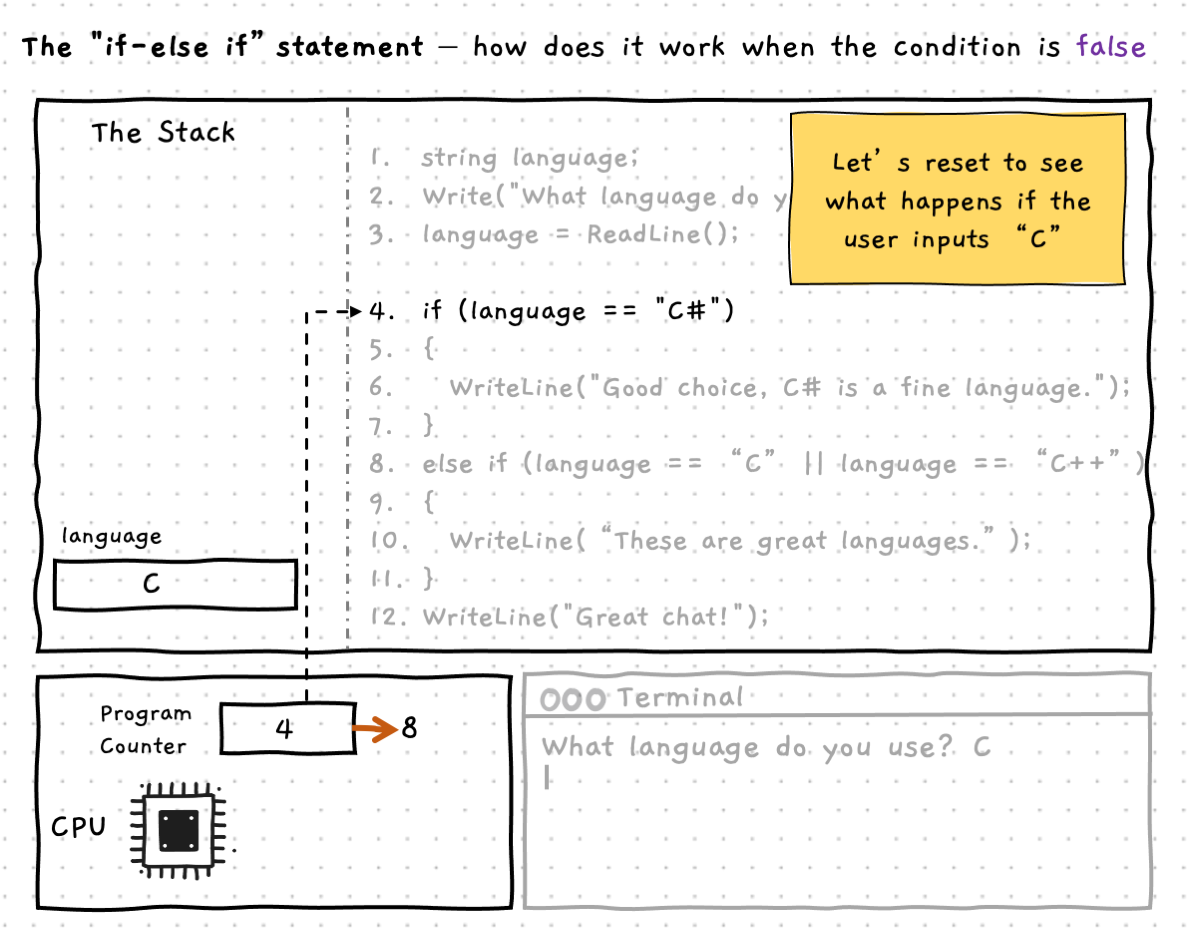 The "if-else if” statement – how does it work when the condition is false
The Stack
1. string language;
2. Write("What language do y
3. language = ReadLine();
Let’s reset to see
what happens if the
user inputs “C”
4. if (language == "C#")
5. {
6. WriteLine("Good choice, C# is a fine language.");
7. }
8. else if (language == “C” || language == “C++” )
9. {
10. WriteLine( “These are great languages.” );
11. }
12. WriteLine("Great chat!");
language
C
Program
Counter
4
8
CPU
Terminal
What language do you use? C